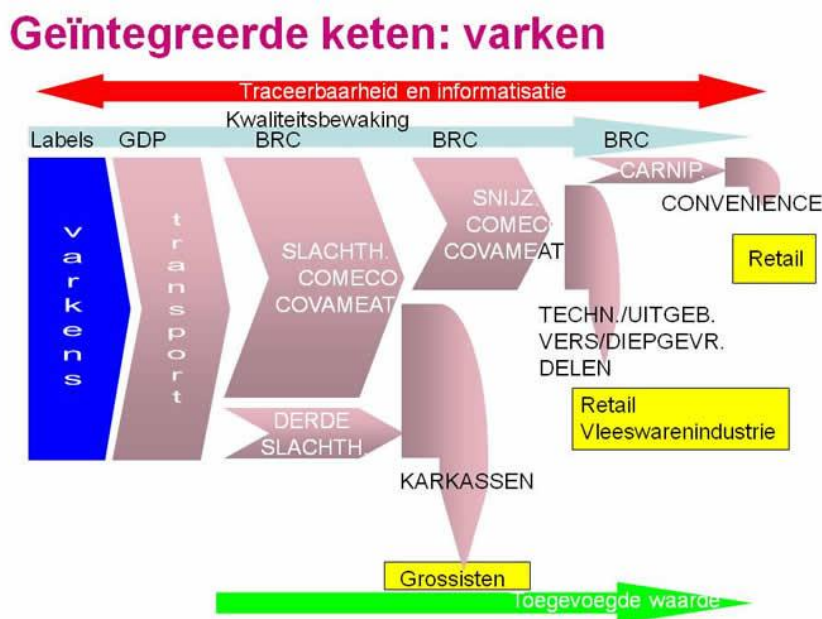 Geïntegreerde keten: varken
Traceerbaarheid en informatisatie
Kwaliteitsbewaking
Labels GDP BRC BRC BRC
varkens
transport
SLACHTH.
COMECO
COVAMEAT
DERDE
SLACHTH.
SNIJZ.
COMECO
COVAMEAT
CARNIP.
CONVENIENCE
Retail
TECHN./UITGEB.
VERS/DIEPGEVR.
DELEN
Retail
Vleeswarenindustrie
KARKASSEN
Grossisten
Toegevoegde waarde